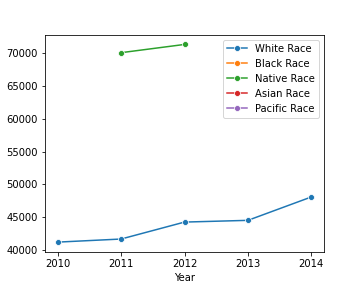 70000
65000
60000
55000
50000
45000
40000
White Race
Black Race
Native Race
Asian Race
Pacific Race
2010 2011 2012 2013 2014
Year